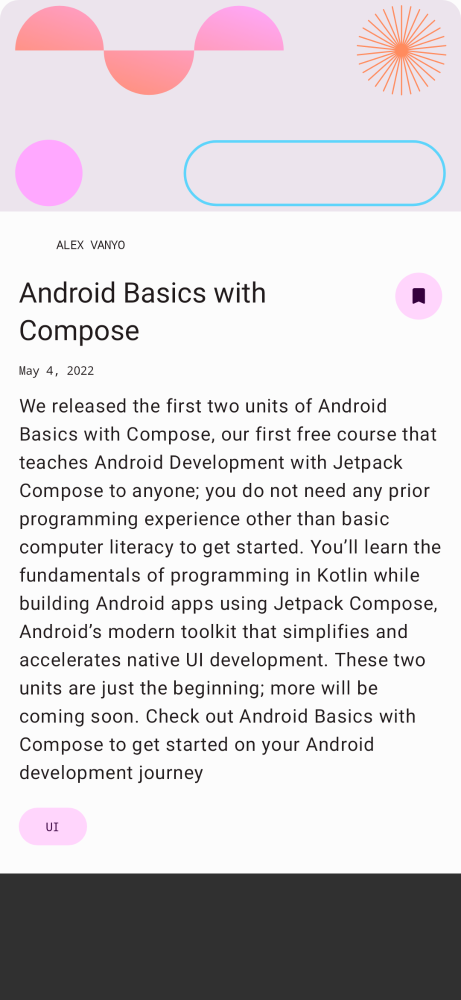 ALEX VANYO
Android Basics with
Compose
May 4, 2022
We released the first two units of Android
Basics with Compose, our first free course that
teaches Android Development with Jetpack
Compose to anyone; you do not need any prior
programming experience other than basic
computer literacy to get started. You’ll learn the
fundamentals of programming in Kotlin while
building Android apps using Jetpack Compose,
Android’s modern toolkit that simplifies and
accelerates native UI development. These two
units are just the beginning; more will be
coming soon. Check out Android Basics with
Compose to get started on your Android
development journey
UI